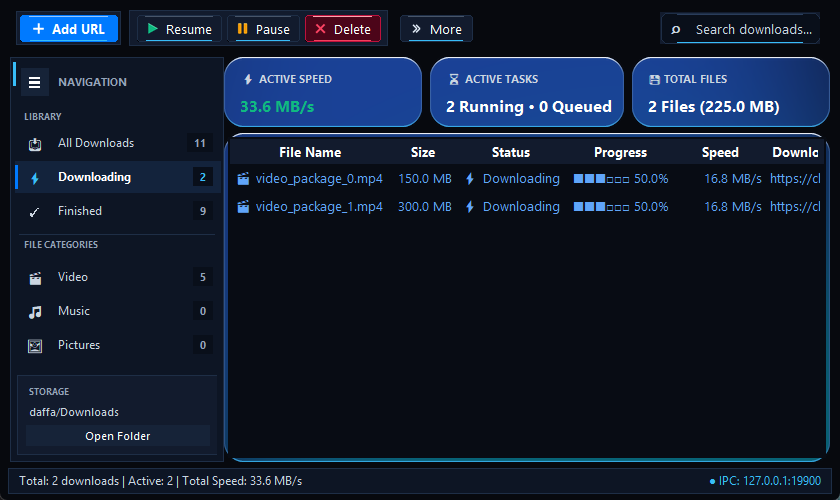 + Add URL
Resume
Pause
Delete
More
Search downloads...
NAVIGATION
LIBRARY
All Downloads 11
Downloading 2
Finished 9
FILE CATEGORIES
Video 5
Music 0
Pictures 0
STORAGE
daffa/Downloads
Open Folder
ACTIVE SPEED
33.6 MB/s
ACTIVE TASKS
2 Running • 0 Queued
TOTAL FILES
2 Files (225.0 MB)
File Name Size Status Progress Speed Downlo
video_package_0.mp4 150.0 MB Downloading ■■■□□□ 50.0% 16.8 MB/s https://cl
video_package_1.mp4 300.0 MB Downloading ■■■□□□ 50.0% 16.8 MB/s https://cl
Total: 2 downloads | Active: 2 | Total Speed: 33.6 MB/s
● IPC: 127.0.0.1:19900